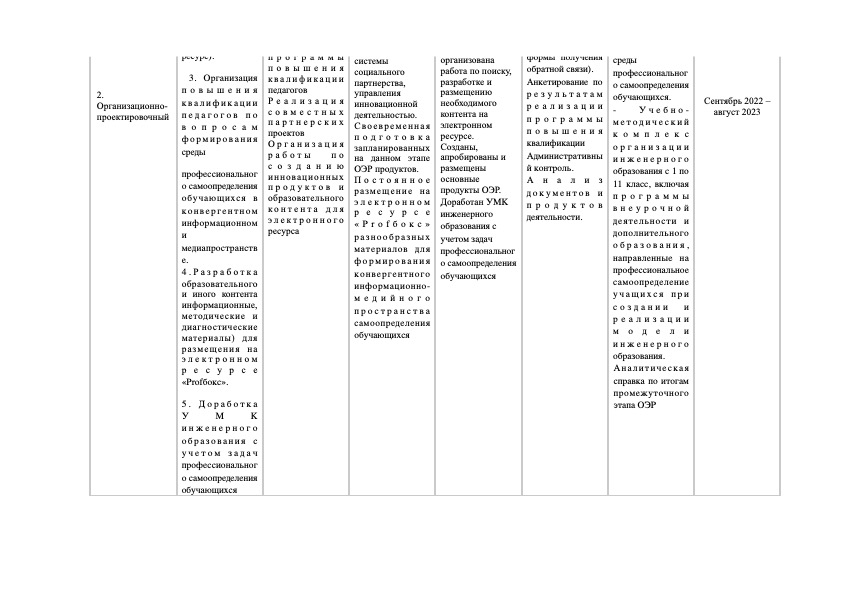 2.
Организационно-
проектировочный
ресурс).
3. Организация
повышения
квалификации
педагогов по
вопросам
формирования
среды
профессиональног
о самоопределения
обучающихся в
конвергентном
информационном
и
медиапространств
е.
4.Разработка
образовательного
и иного контента
информационные,
методические и
диагностические
материалы) для
размещения на
электронном
ресурсе
«Profбокс».
5. Доработка
УМК
инженерного
образования с
учетом задач
профессиональног
о самоопределения
обучающихся
программы
повышения
квалификации
педагогов
Реализация
совместных
партнерских
проектов
Организация
работы по
созданию
инновационных
продуктов и
образовательного
контента для
электронного
ресурса
системы
социального
партнерства,
управления
инновационной
деятельностью.
Своевременная
подготовка
запланированных
на данном этапе
ОЭР продуктов.
Постоянное
размещение на
электронном
ресурсе
«Profбокс»
разнообразных
материалов для
формирования
конвергентного
информационно-
медийного
пространства
самоопределения
обучающихся
организована
работа по поиску,
разработке и
размещению
необходимого
контента на
электронном
ресурсе.
Созданы,
апробированы и
размещены
основные
продукты ОЭР.
Доработан УМК
инженерного
образования с
учетом задач
профессиональног
о самоопределения
обучающихся
формы получения
обратной связи).
Анкетирование по
результатам
реализации
программы
повышения
квалификации
Административны
й контроль.
Анализ
документов и
продуктов
деятельности.
среды
профессиональног
о самоопределения
обучающихся.
- Учебно-
методический
комплекс
организации
инженерного
образования с 1 по
11 класс, включая
программы
внеурочной
деятельности и
дополнительного
образования,
направленные на
профессиональное
самоопределение
учащихся при
создании и
реализации
модели
инженерного
образования.
Аналитическая
справка по итогам
промежуточного
этапа ОЭР
Сентябрь 2022 –
август 2023